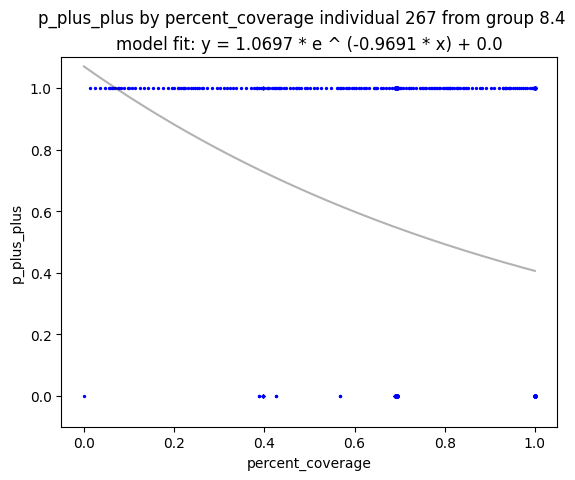 p_plus_plus by percent_coverage individual 267 from group 8.4
model fit: y = 1.0697 * e ^ (-0.9691 * x) + 0.0
1.0
0.8
0.6
0.4
0.2
0.0
p_plus_plus
0.0 0.2 0.4 0.6 0.8 1.0
percent_coverage